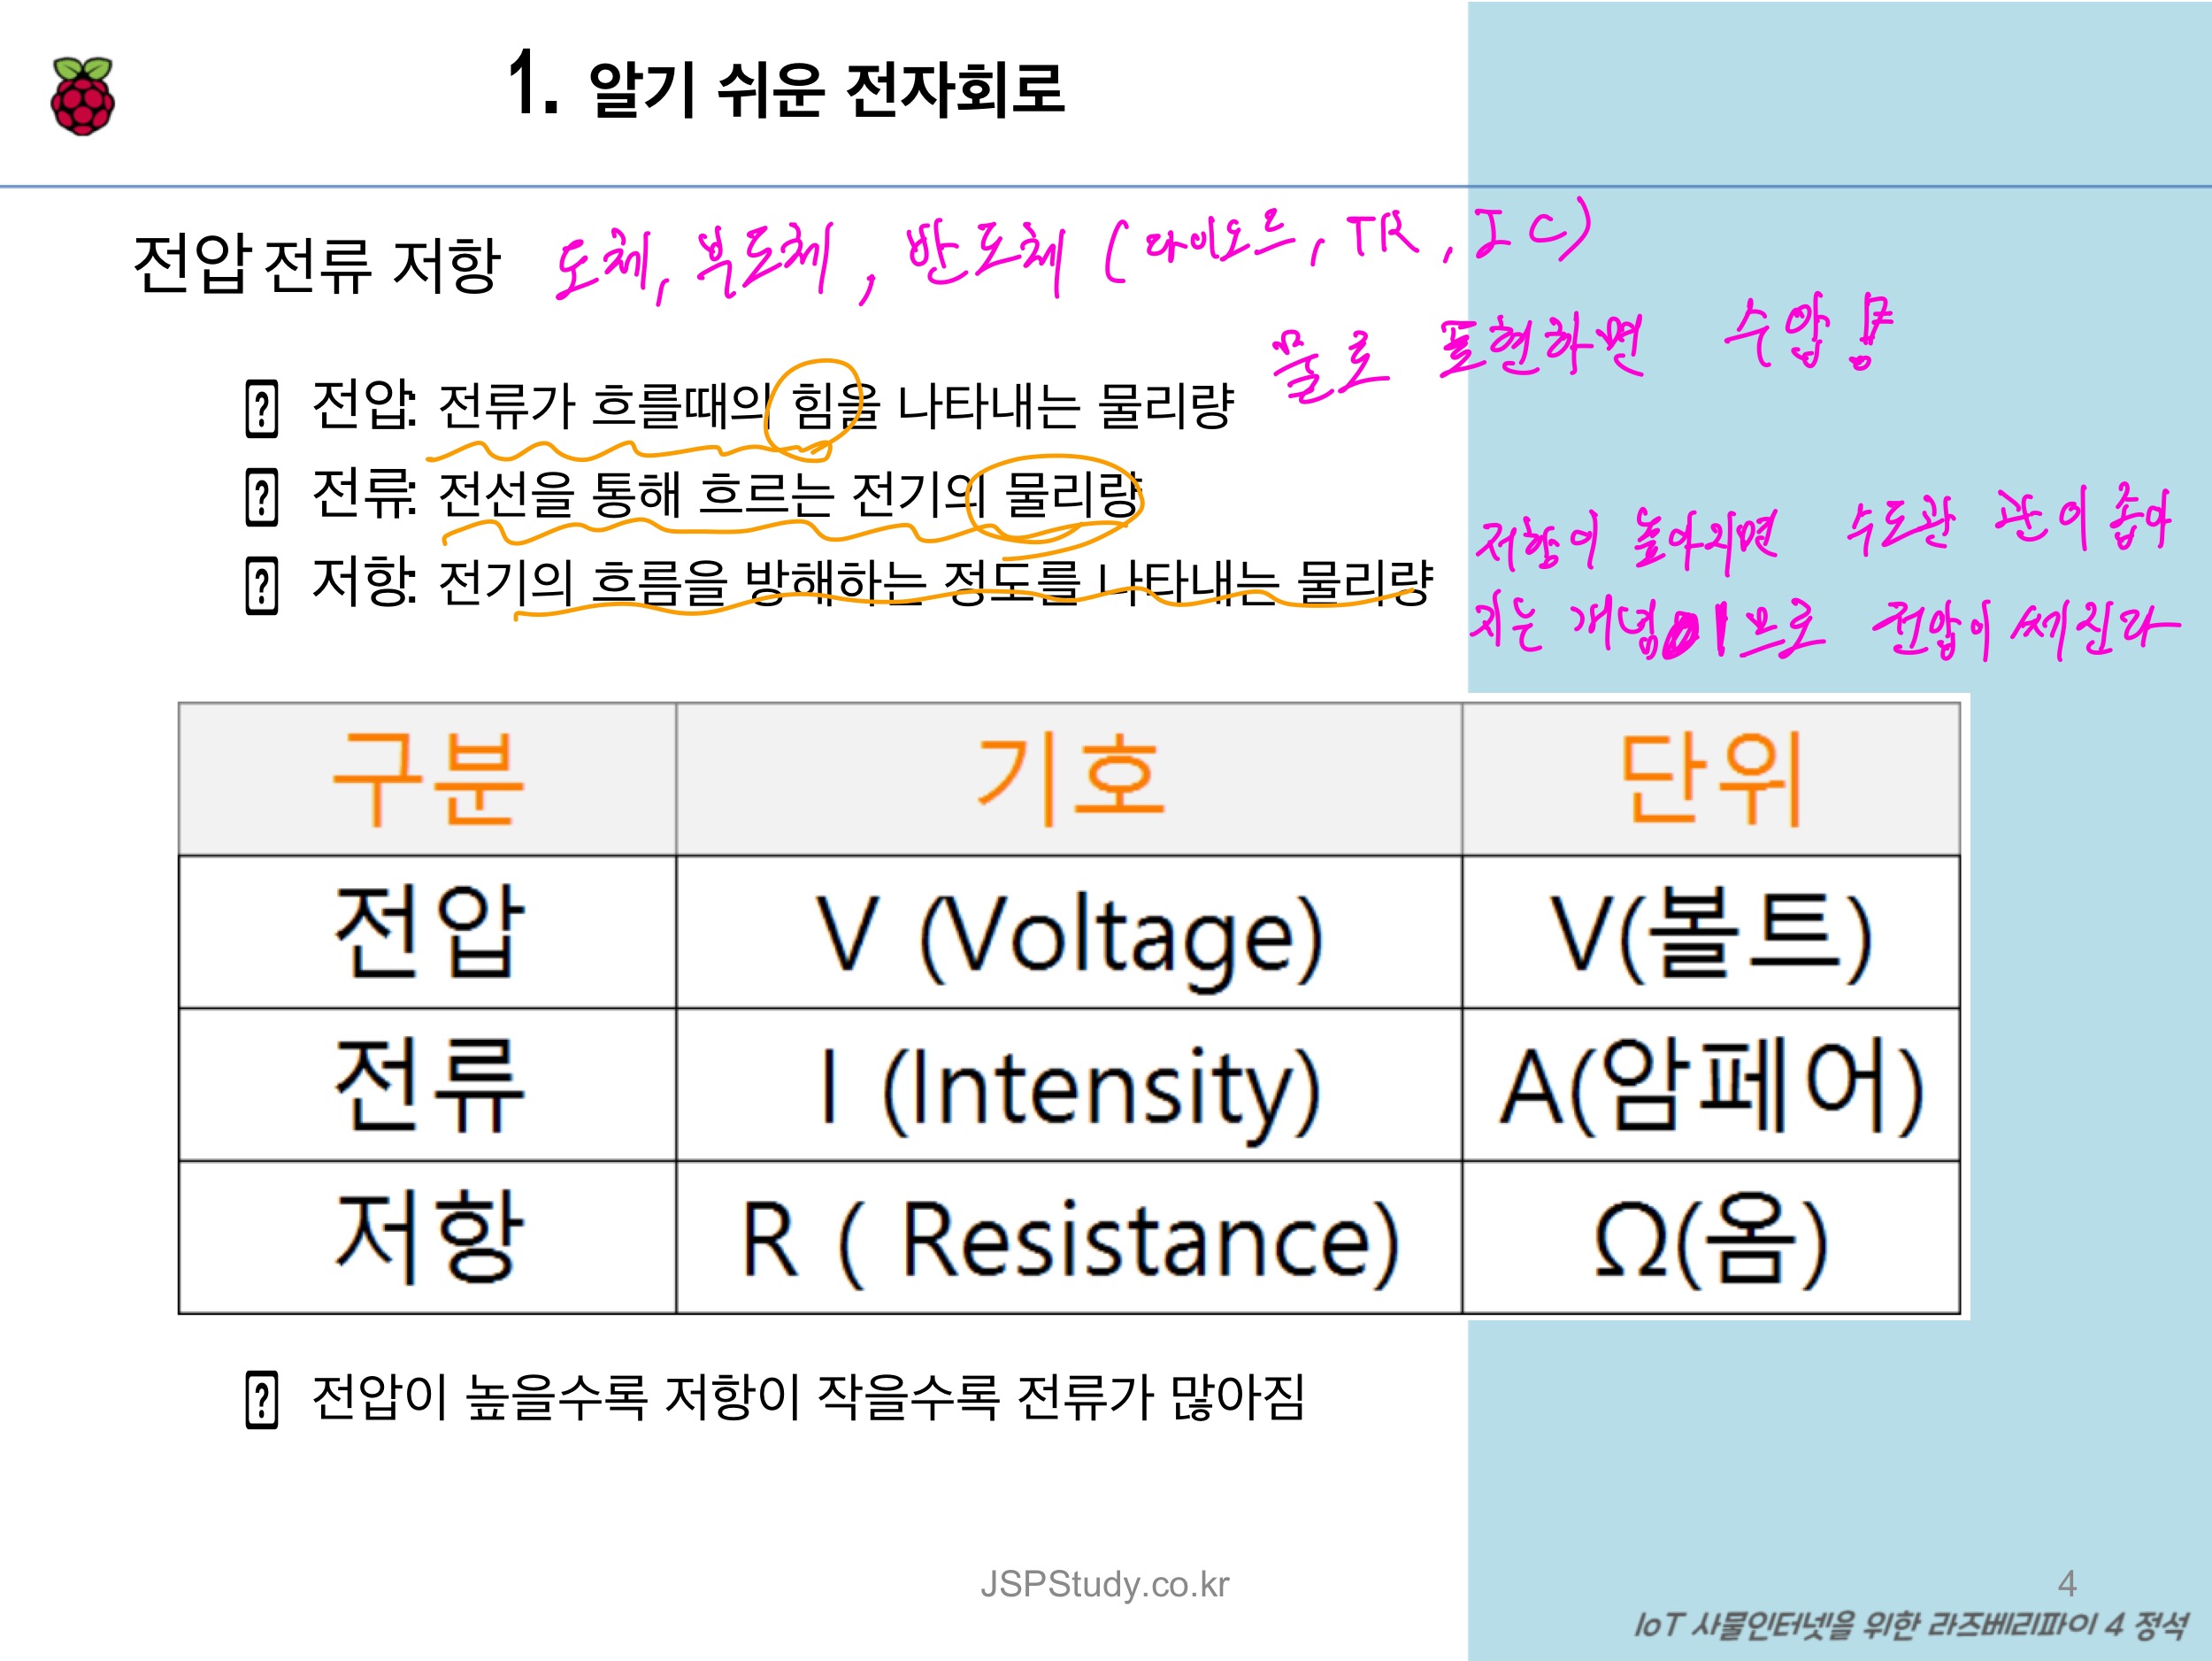 1. 알기 쉬운 전자회로
전압 전류 저항 도체, 부도체, 반도체 (다이오드, TR, IC)
물로 표현하면 수압
전압: 전류가 흐를때의 힘을 나타내는 물리량
전류: 전선을 통해 흐르는 전기의 물리량
저항: 전기의 흐름을 방해하는 정도를 나타내는 물리량
저항이 높아지면 수도관
지는 개념으로 전압이 쎄진다
구분 기호 단위
전압 V (Voltage) V(볼트)
전류 I (Intensity) A(암페어)
저항 R ( Resistance) Ω(옴)
전압이 높을수록 저항이 작을수록 전류가 많아짐
JSPStudy.co.kr 4
IoT 사물인터넷을 위한 라즈베리파이 4 정석